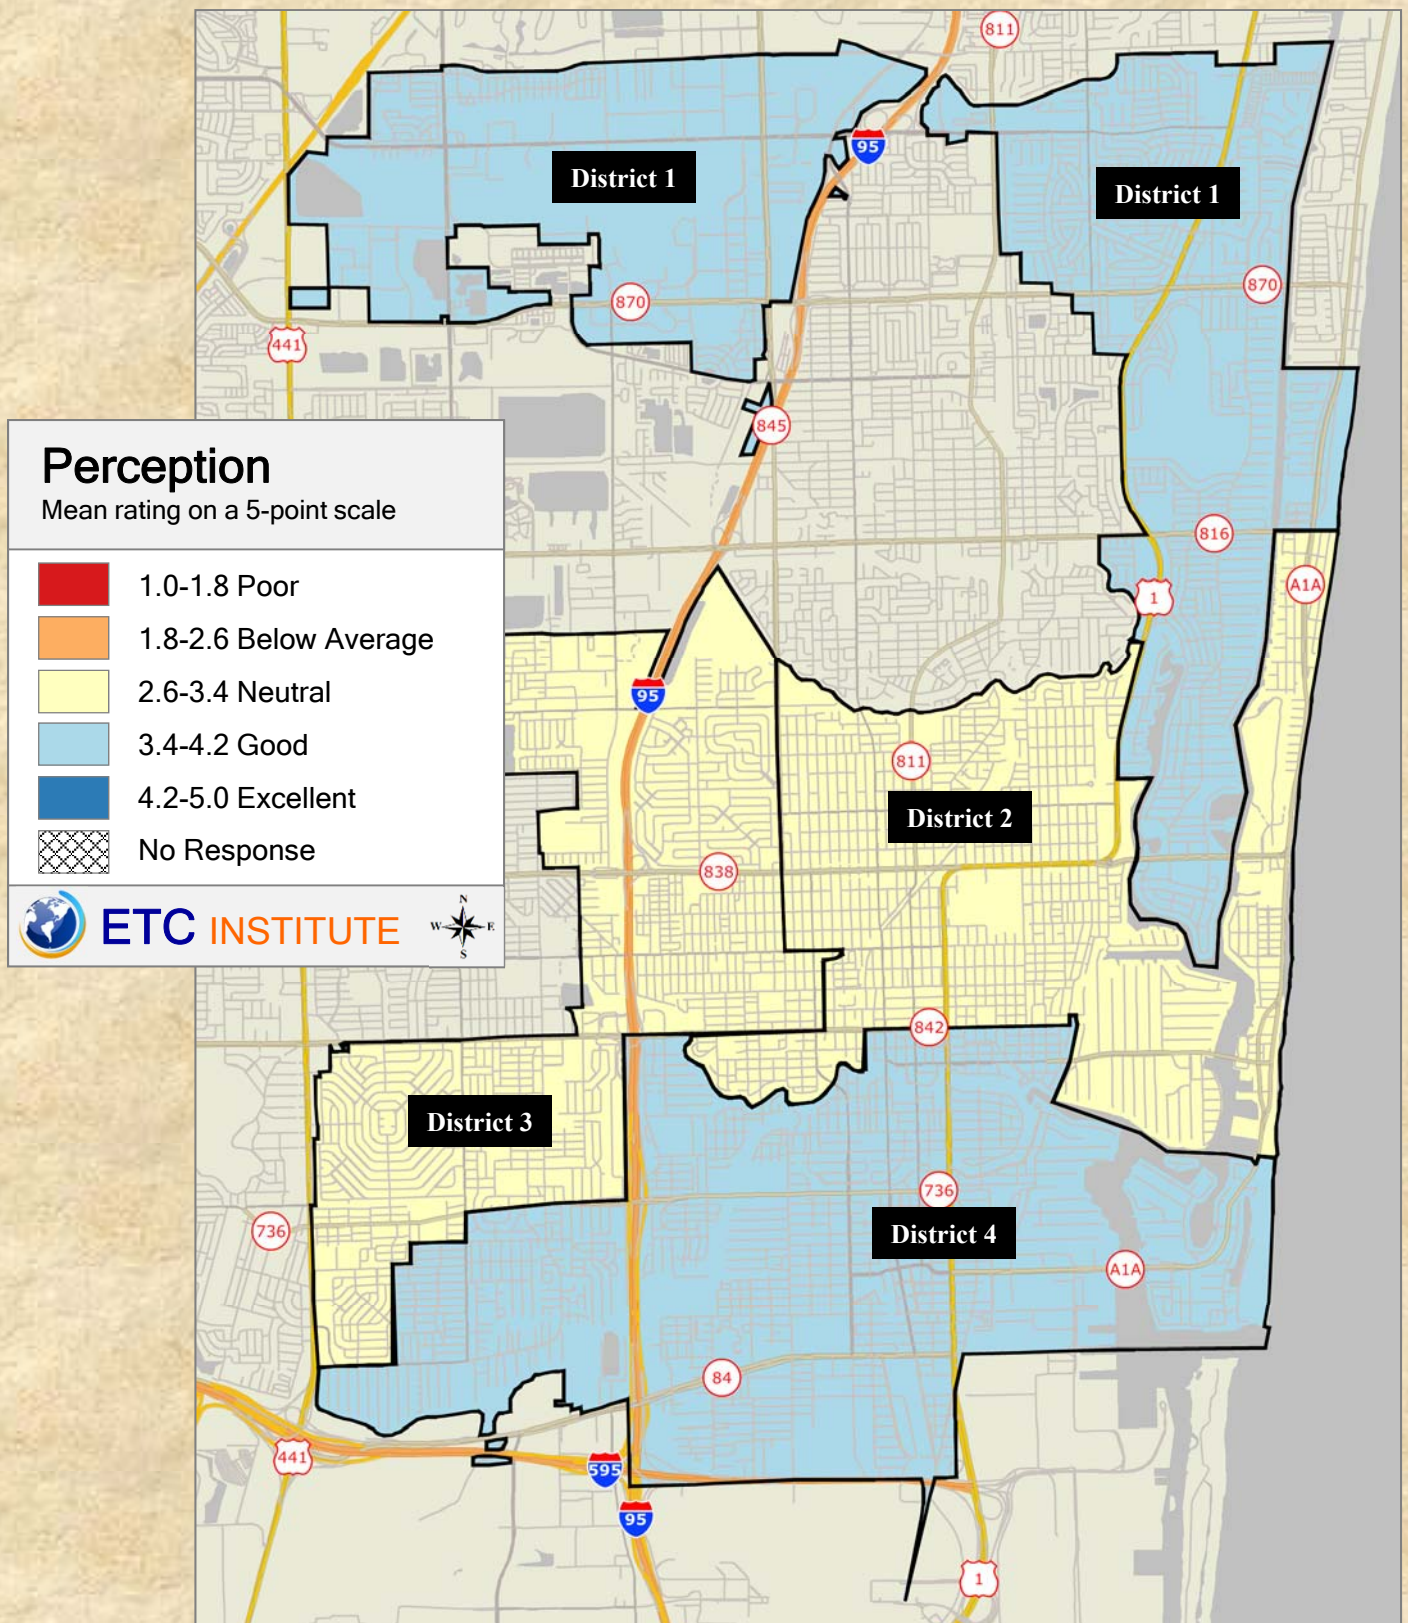 811
95
District 1
District 1
870
870
441
845
Perception
Mean rating on a 5-point scale
1.0-1.8 Poor
1.8-2.6 Below Average
2.6-3.4 Neutral
3.4-4.2 Good
4.2-5.0 Excellent
No Response
ETC INSTITUTE
N
W E
S
816
A1A
1
95
811
District 2
838
842
District 3
736
736
District 4
A1A
84
441
595
95
1